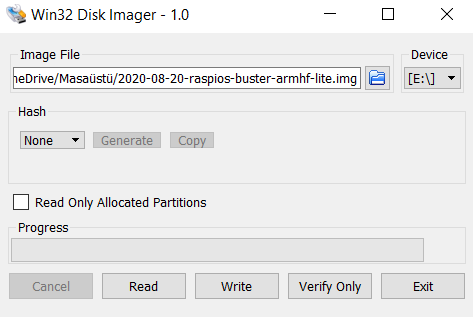 Win32 Disk Imager - 1.0
Image File
Device
neDrive/Masaüstü/2020-08-20-raspios-buster-armhf-lite.img
[E:\]
Hash
None
Generate
Copy
Read Only Allocated Partitions
Progress
Cancel
Read
Write
Verify Only
Exit